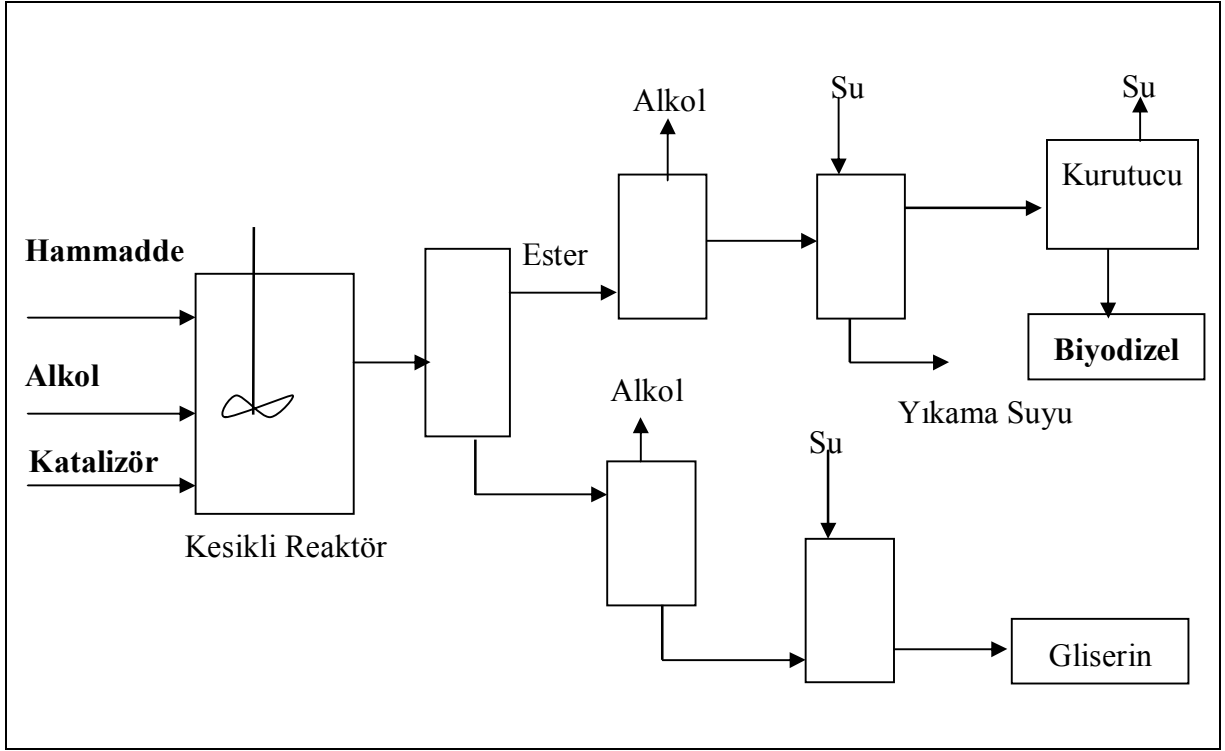 Hammadde
Alkol
Katalizör
Kesikli Reaktör
Ester
Alkol
Su
Su
Kurutucu
Biyodizel
Yıkama Suyu
Alkol
Su
Gliserin